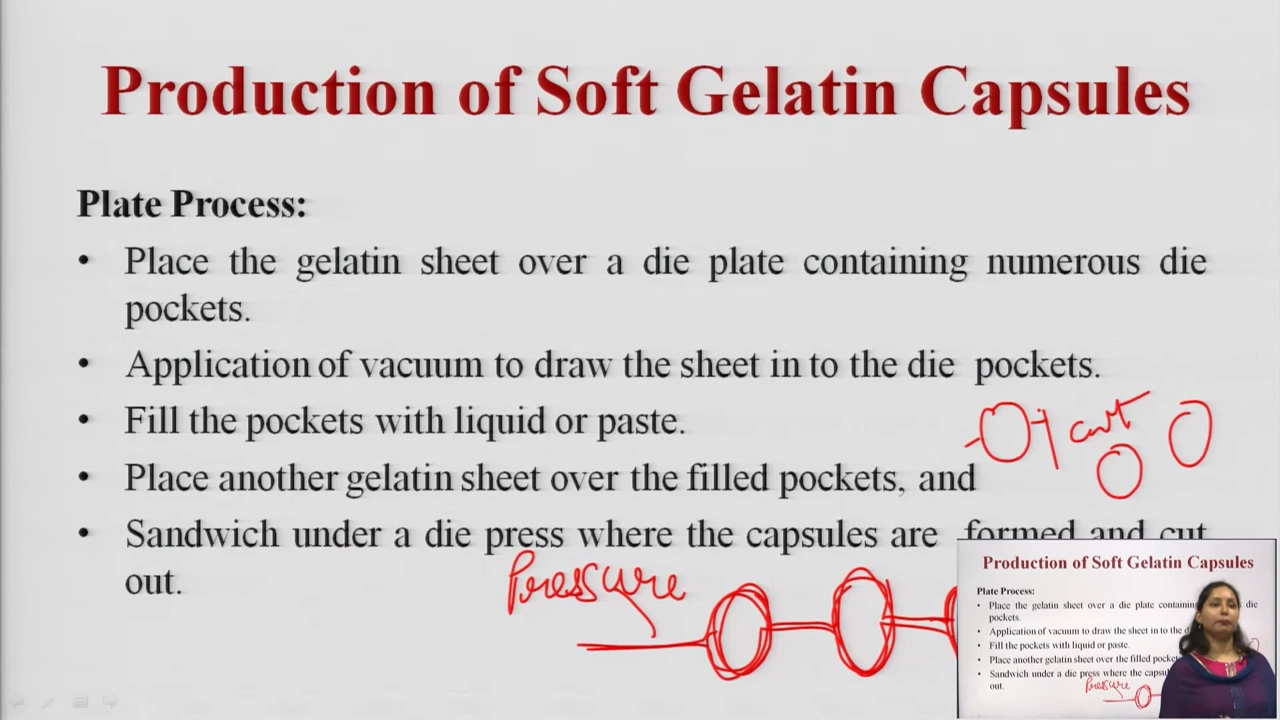 Production of Soft Gelatin Capsules
Plate Process:
• Place the gelatin sheet over a die plate containing numerous die
pockets.
• Application of vacuum to draw the sheet in to the die pockets.
• Fill the pockets with liquid or paste.
cut
• Place another gelatin sheet over the filled pockets, and
• Sandwich under a die press where the capsules are formed and cut
out.
Pressure
Production of Soft Gelatin Capsules
Plate Process:
• Place the gelatin sheet over a die plate containing die
pockets.
• Application of vacuum to draw the sheet in to the
• Fill the pockets with liquid or paste.
• Place another gelatin sheet over the filled
• Sandwich under a die press where the
out.
Pressure